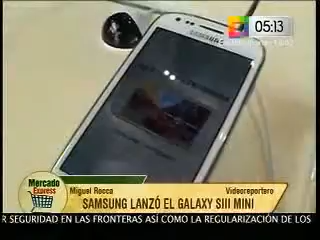 05:13
SAMSUNG
Mercado
Express
Miguel Rocca
Videoreportero
SAMSUNG LANZÓ EL GALAXY SIII MINI
R SEGURIDAD EN LAS FRONTERAS ASÍ COMO LA REGULARIZACIÓN DE LOS